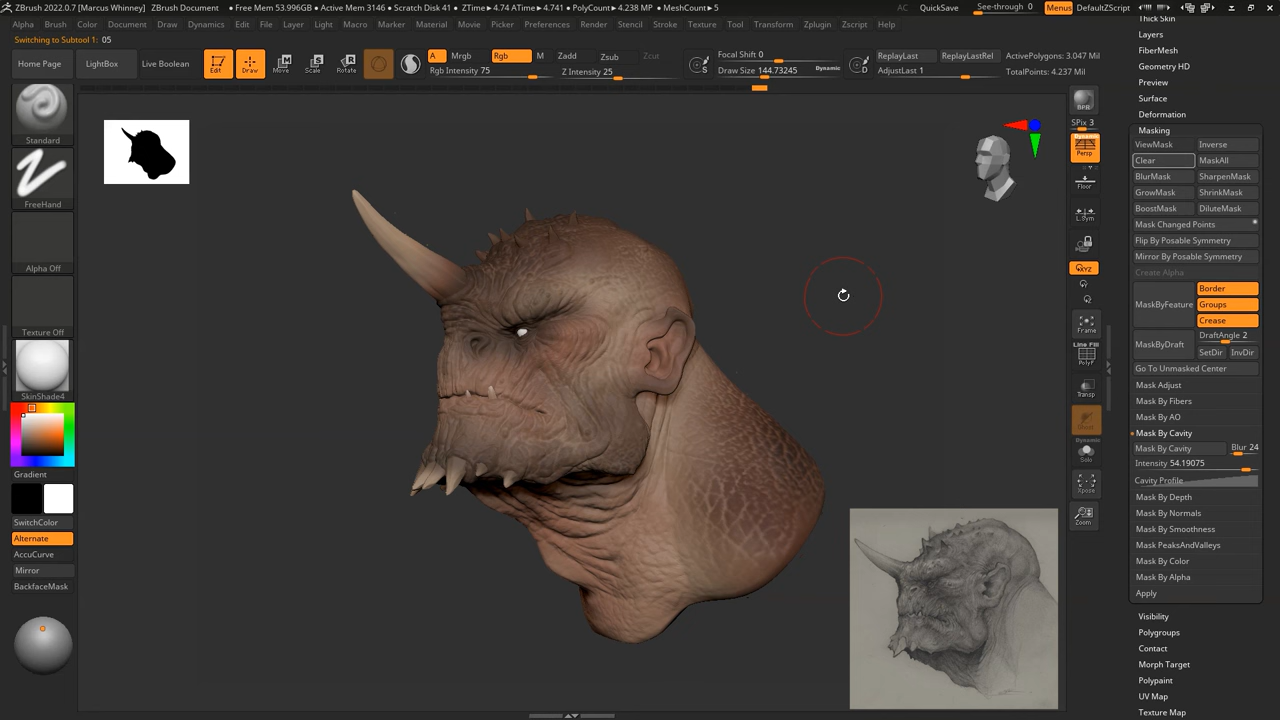 ZBrush 2022.0.7 [Marcus Whinney] ZBrush Document ● Free Mem 53.996GB ● Active Mem 3146 ● Scratch Disk 41 ● ZTime►4.74 ATime►4.741 ● PolyCount►4.238 MP ● MeshCount►5 AC QuickSave See-through 0 Menus DefaultZScript
Alpha Brush Color Document Draw Dynamics Edit File Layer Light Macro Marker Material Movie Picker Preferences Render Stencil Stroke Texture Tool Transform Zplugin Zscript Help
Switching to Subtool 1: 05
Home Page LightBox Live Boolean Edit Draw Move Scale Rotate A Mrgb Rgb M Zadd Zsub Zcut Focal Shift 0 ReplayLast ReplayLastRel ActivePolygons: 3.047 Mil
Rgb Intensity 75 Z Intensity 25 S Draw Size 144.73245 Dynamic D AdjustLast 1 TotalPoints: 4.237 Mil
Standard
FreeHand
Alpha Off
Texture Off
SkinShade4
Gradient
SwitchColor
Alternate
AccuCurve
Mirror
BackfaceMask
BPR
SPix 3
Dynamic
Persp
Floor
L.Sym
XYZ
Frame
Line Fill
PolyF
Transp
Dynamic
Solo
Xpose
Zoom
Thick Skin
Layers
FiberMesh
Geometry HD
Preview
Surface
Deformation
Masking
ViewMask Inverse
Clear MaskAll
BlurMask SharpenMask
GrowMask ShrinkMask
BoostMask DiluteMask
Mask Changed Points
Flip By Posable Symmetry
Mirror By Posable Symmetry
Create Alpha
Border
MaskByFeature Groups
Crease
MaskByDraft DraftAngle 2
SetDir InvDir
Go To Unmasked Center
Mask Adjust
Mask By Fibers
Mask By AO
Mask By Cavity
Mask By Cavity Blur 24
Intensity 54.19075
Cavity Profile
Mask By Depth
Mask By Normals
Mask By Smoothness
Mask PeaksAndValleys
Mask By Color
Mask By Alpha
Apply
Visibility
Polygroups
Contact
Morph Target
Polypaint
UV Map
Texture Map